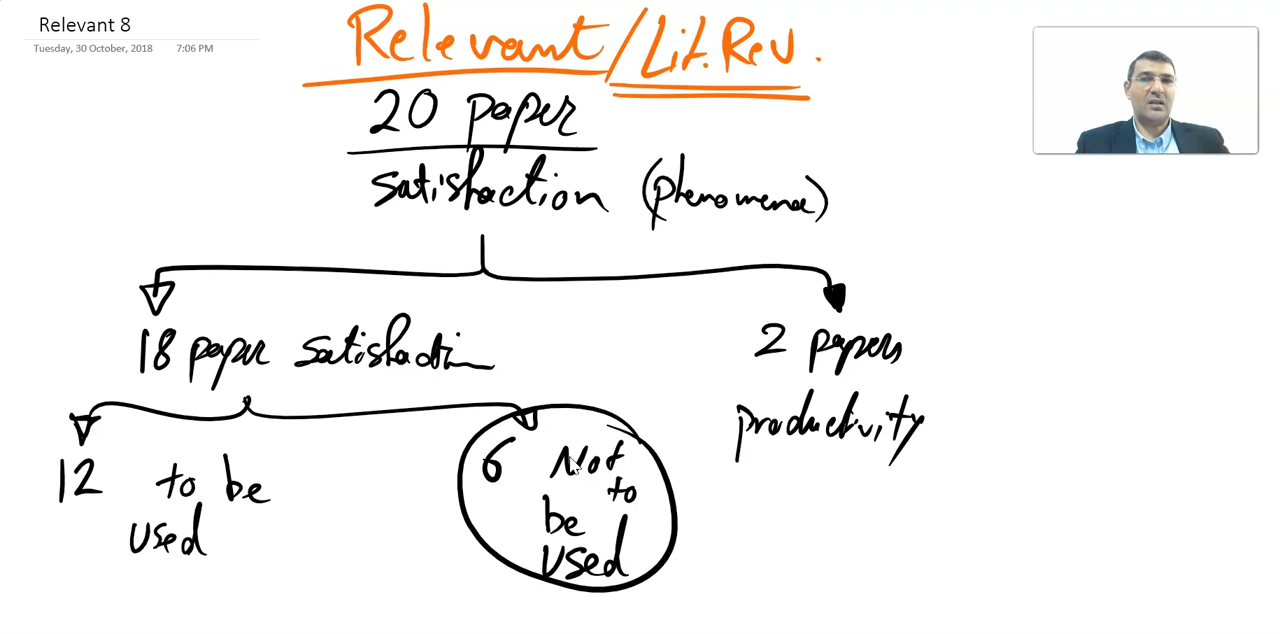 Relevant 8
Tuesday, 30 October, 2018 7:06 PM
Relevant/Lit.Rev.
20 paper
satisfaction (phenomena)
18 paper satisfaction
2 papers
productivity
12 to be
used
6 Not
to
be
used